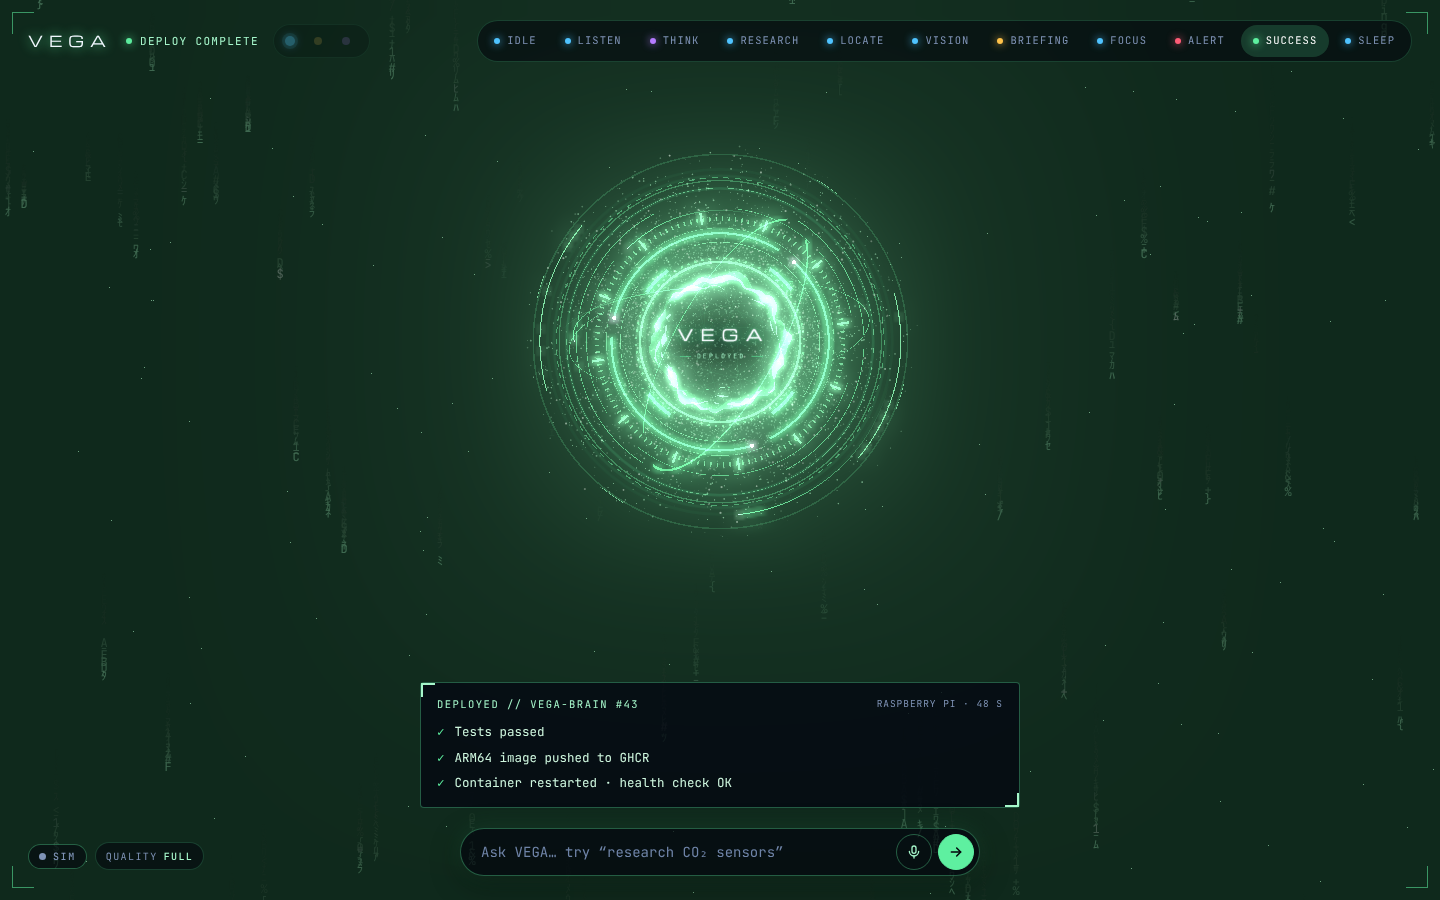 VEGA
DEPLOY COMPLETE
IDLE
LISTEN
THINK
RESEARCH
LOCATE
VISION
BRIEFING
FOCUS
ALERT
SUCCESS
SLEEP
VEGA
DEPLOYED
DEPLOYED // VEGA-BRAIN #43
RASPBERRY PI · 48 S
✓ Tests passed
✓ ARM64 image pushed to GHCR
✓ Container restarted · health check OK
Ask VEGA… try “research CO₂ sensors”
SIM
QUALITY FULL